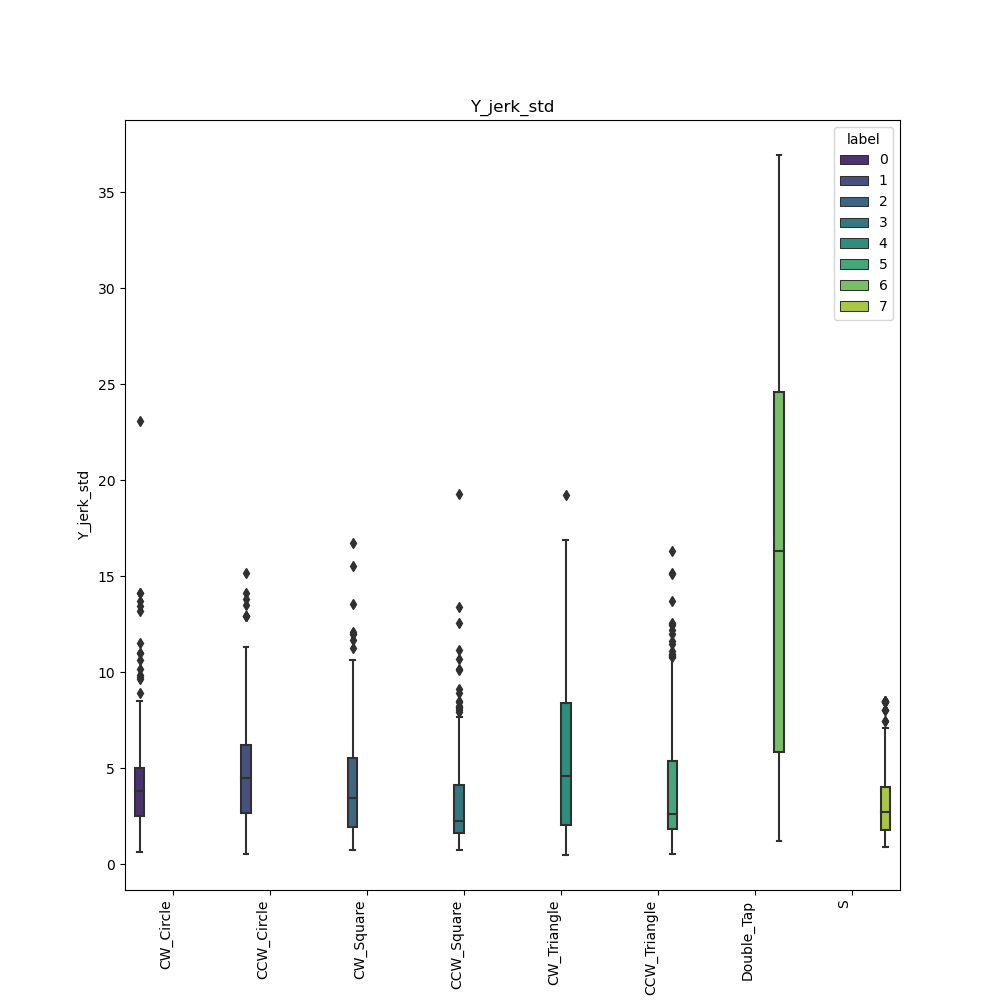 Y_jerk_std
label
0
1
2
3
4
5
6
7
Y_jerk_std
35
30
25
20
15
10
5
0
CW_Circle
CCW_Circle
CW_Square
CCW_Square
CW_Triangle
CCW_Triangle
Double_Tap
S